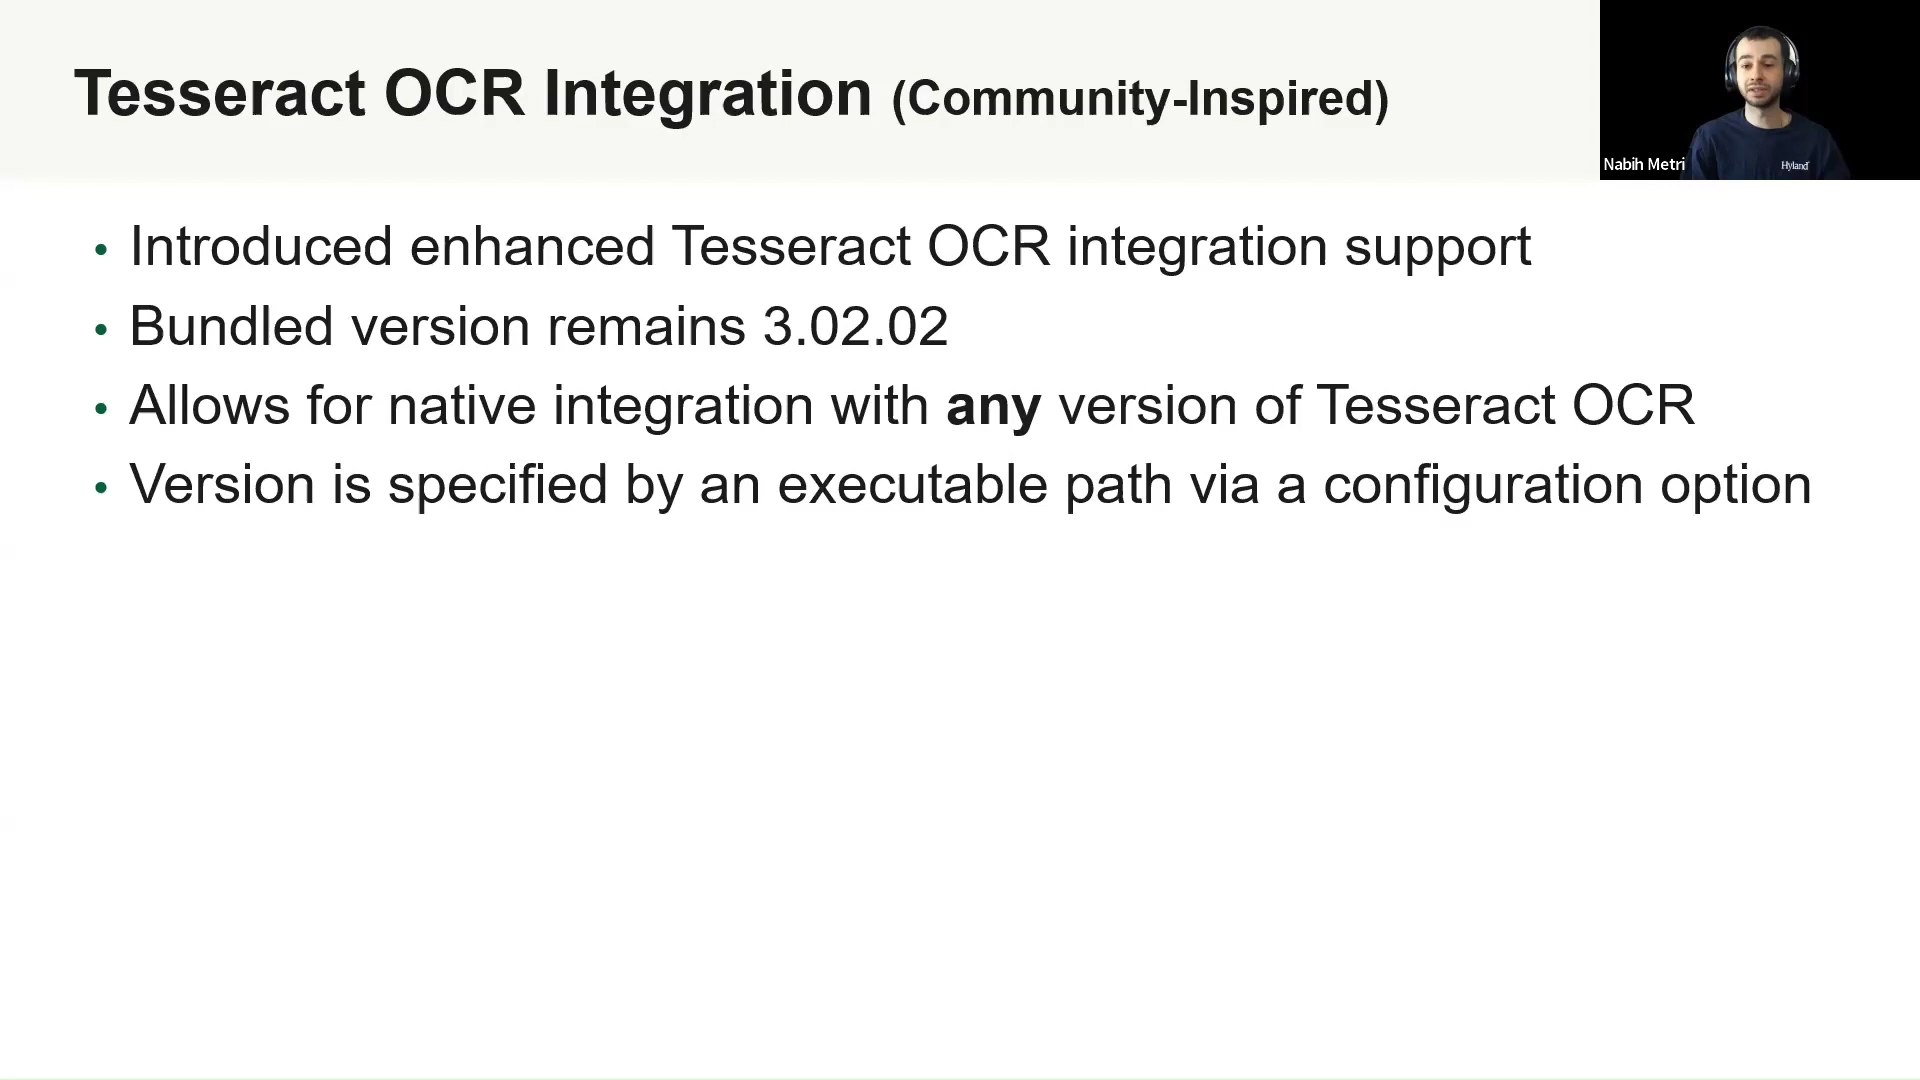 Tesseract OCR Integration (Community-Inspired)
Nabih Metri
Hyland
• Introduced enhanced Tesseract OCR integration support
• Bundled version remains 3.02.02
• Allows for native integration with any version of Tesseract OCR
• Version is specified by an executable path via a configuration option